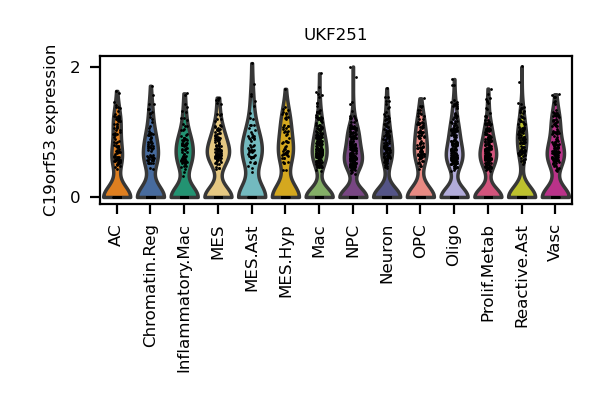 UKF251
C19orf53 expression
2
0
AC
Chromatin.Reg
Inflammatory.Mac
MES
MES.Ast
MES.Hyp
Mac
NPC
Neuron
OPC
Oligo
Prolif.Metab
Reactive.Ast
Vasc